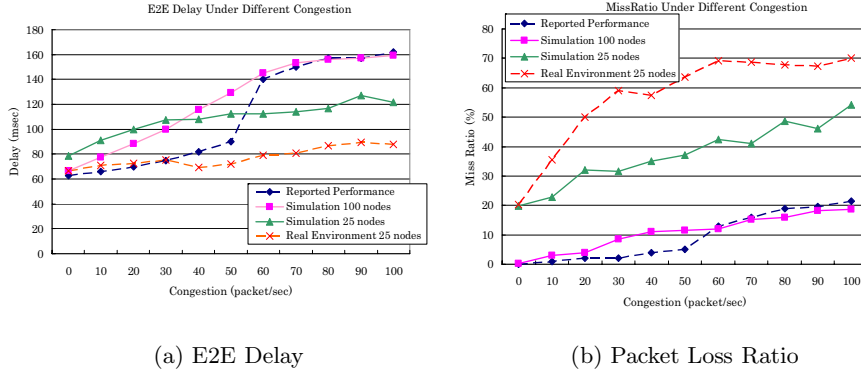 E2E Delay Under Different Congestion
180
160
140
120
100
80
60
40
20
0
Delay (msec)
Reported Performance
Simulation 100 nodes
Simulation 25 nodes
Real Environment 25 nodes
0 10 20 30 40 50 60 70 80 90 100
Congestion (packet/sec)
(a) E2E Delay
MissRatio Under Different Congestion
80
70
60
50
40
30
20
10
0
Miss Ratio (%)
Reported Performance
Simulation 100 nodes
Simulation 25 nodes
Real Environment 25 nodes
0 10 20 30 40 50 60 70 80 90 100
Congestion (packet/sec)
(b) Packet Loss Ratio